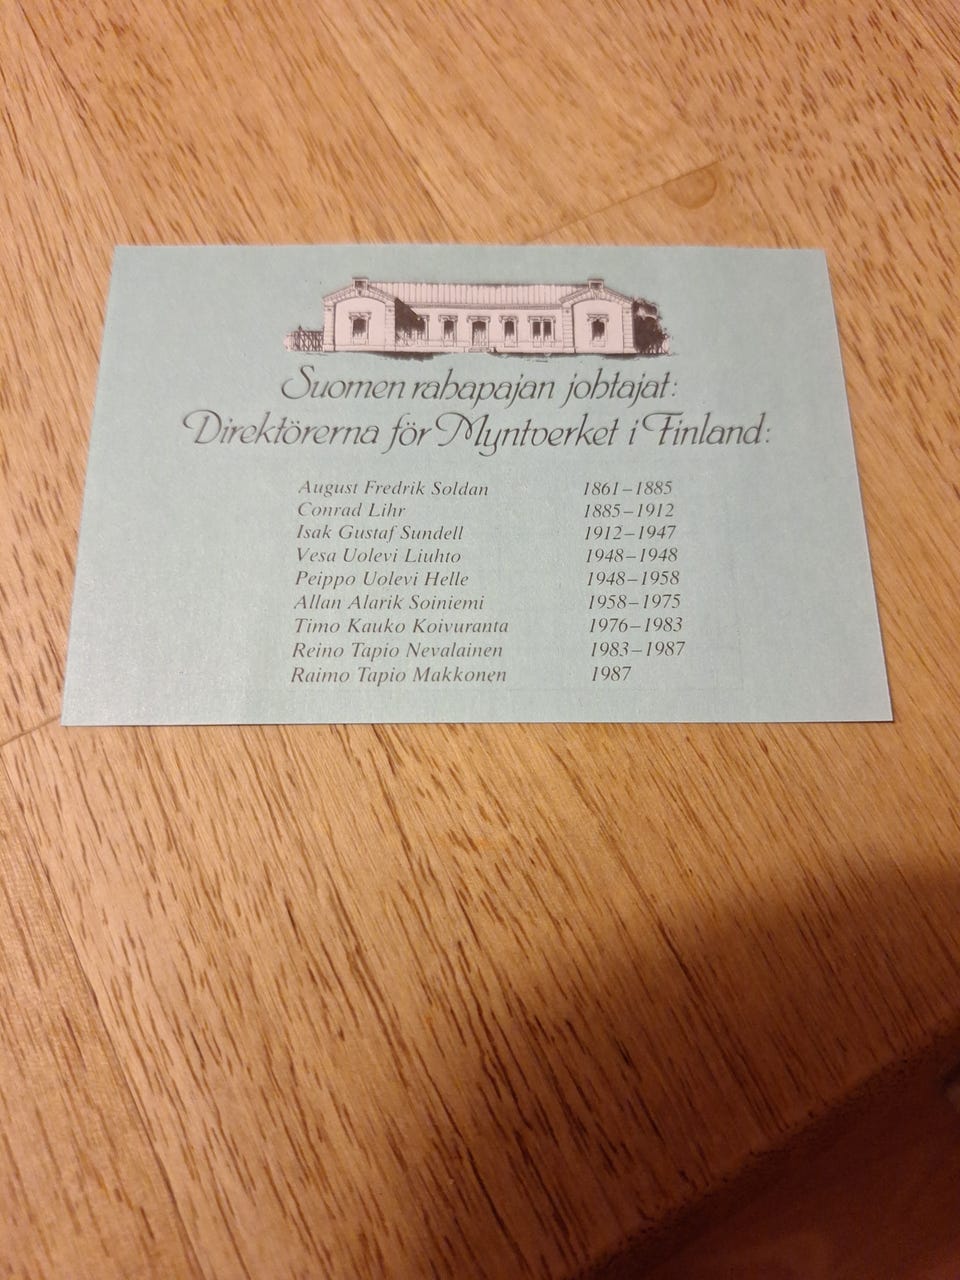 Suomen rahapajan johtajat:
Direktörerna för Myntverket i Finland:
August Fredrik Soldan 1861–1885
Conrad Lihr 1885–1912
Isak Gustaf Sundell 1912–1947
Vesa Uolevi Liuhto 1948–1948
Peippo Uolevi Helle 1948–1958
Allan Alarik Soiniemi 1958–1975
Timo Kauko Koivuranta 1976–1983
Reino Tapio Nevalainen 1983–1987
Raimo Tapio Makkonen 1987